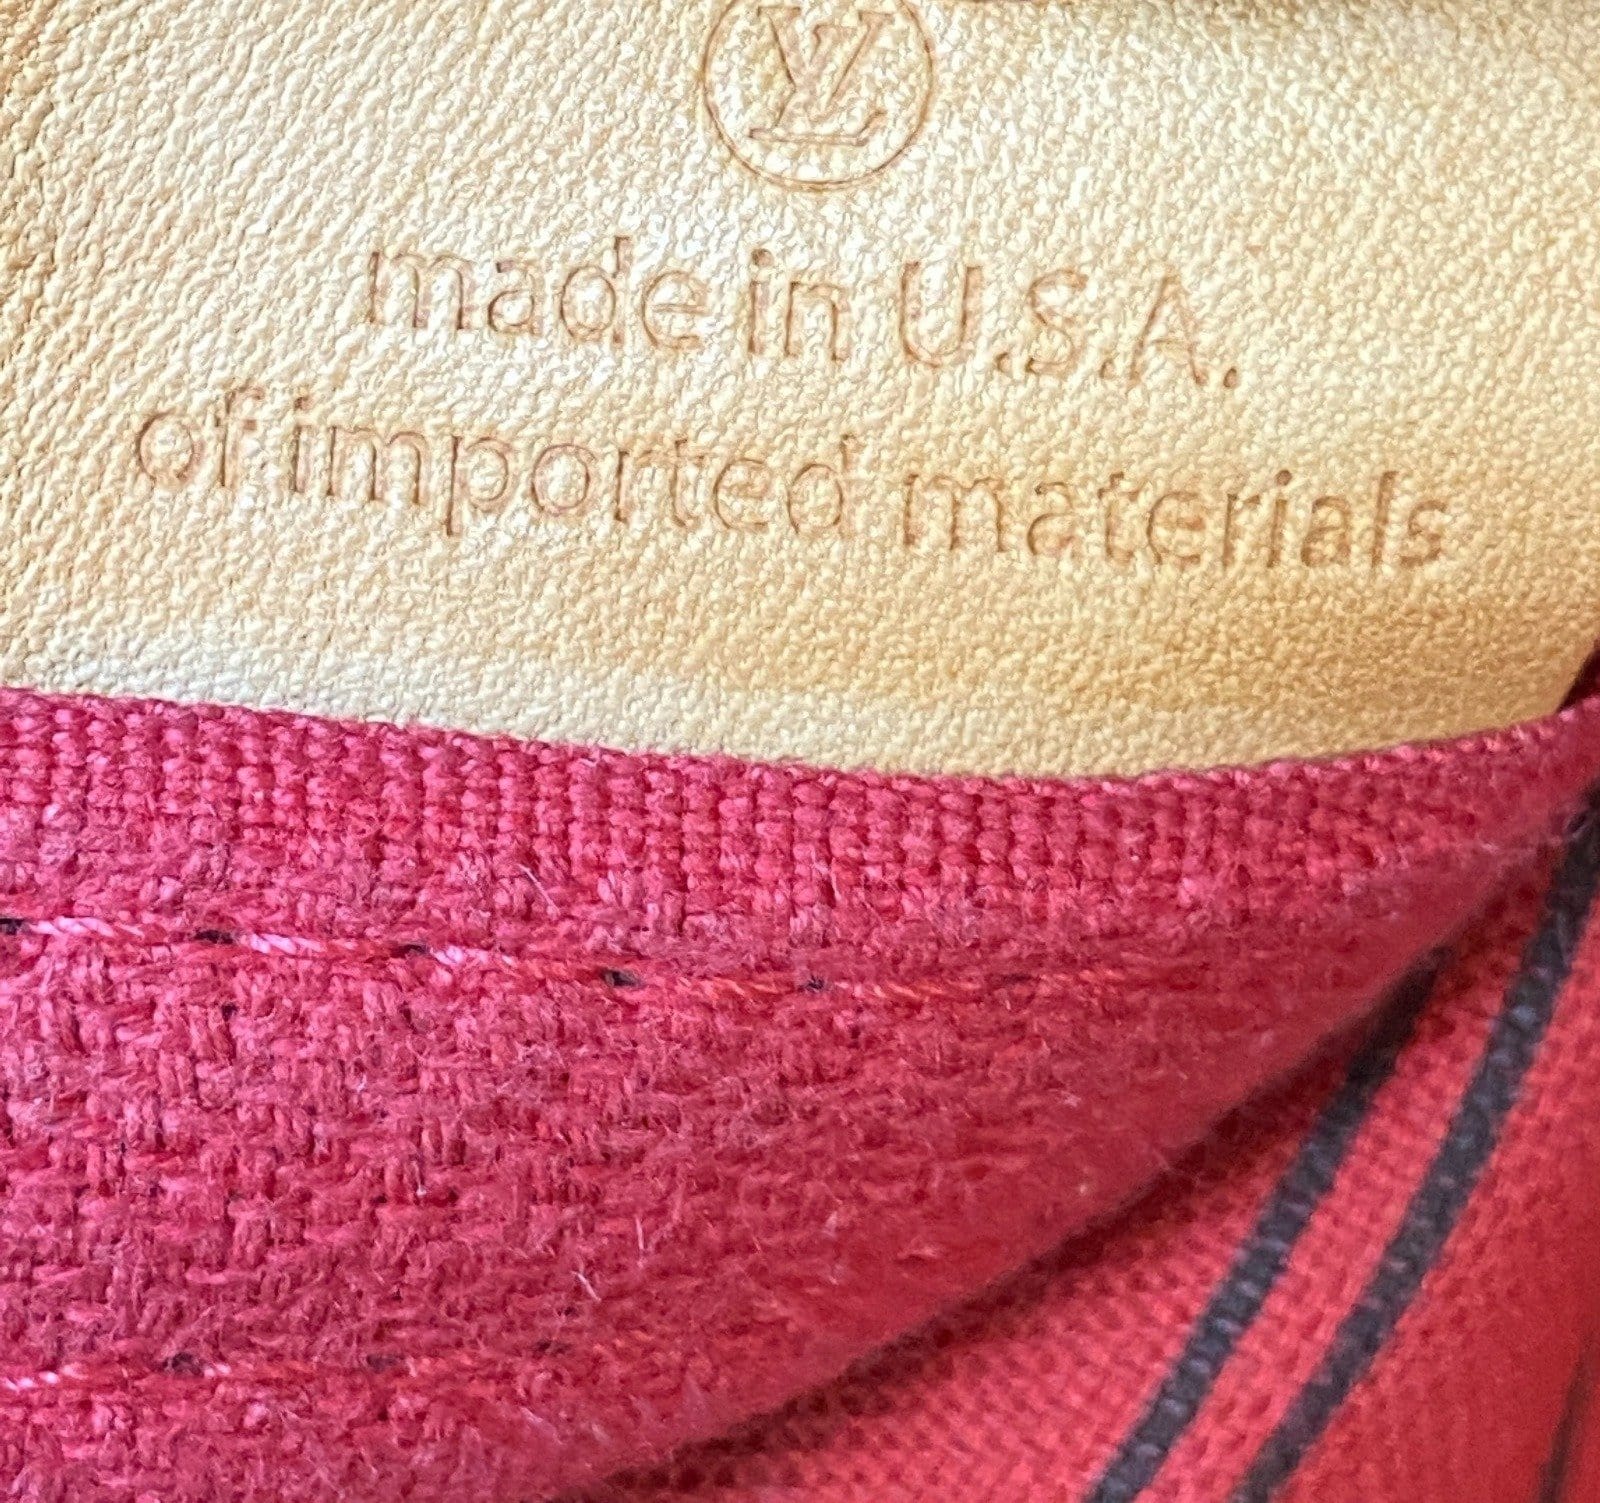 LV
made in U.S.A.
of imported materials